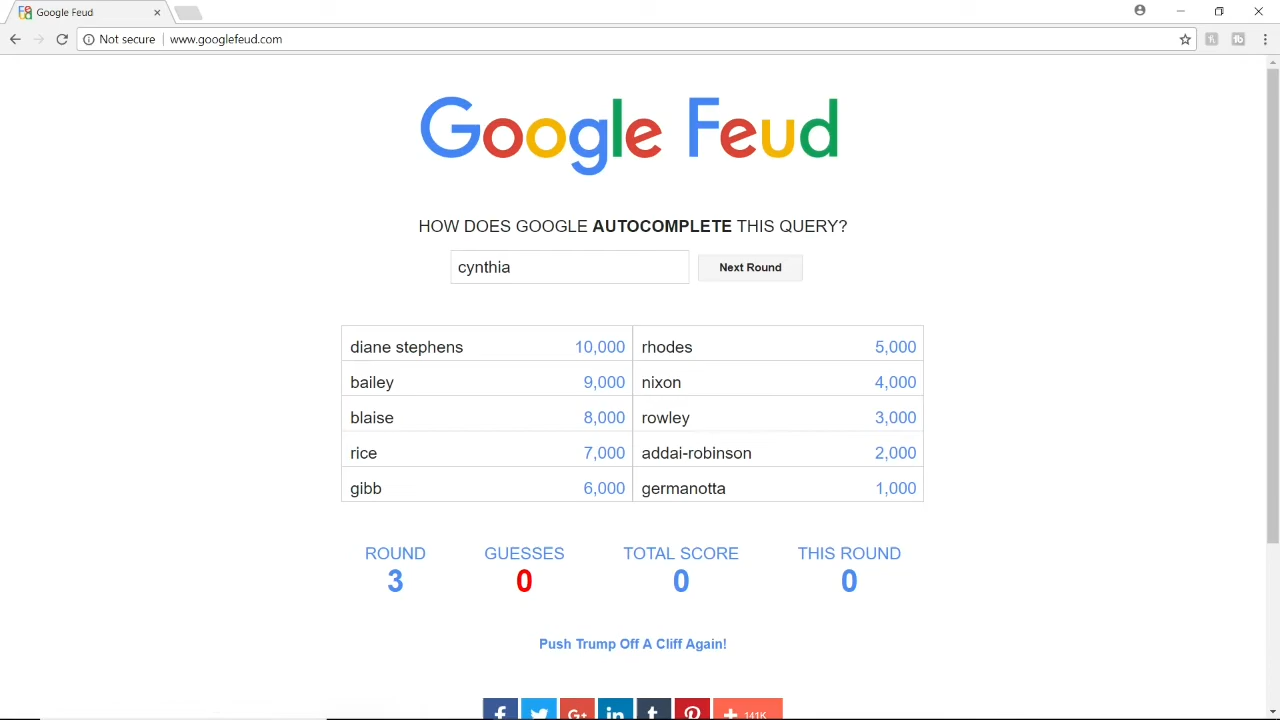 Google Feud
Not secure
www.googlefeud.com
Google Feud
HOW DOES GOOGLE AUTOCOMPLETE THIS QUERY?
cynthia
Next Round
diane stephens 10,000 rhodes 5,000
bailey 9,000 nixon 4,000
blaise 8,000 rowley 3,000
rice 7,000 addai-robinson 2,000
gibb 6,000 germanotta 1,000
ROUND GUESSES TOTAL SCORE THIS ROUND
3 0 0 0
Push Trump Off A Cliff Again!
141K